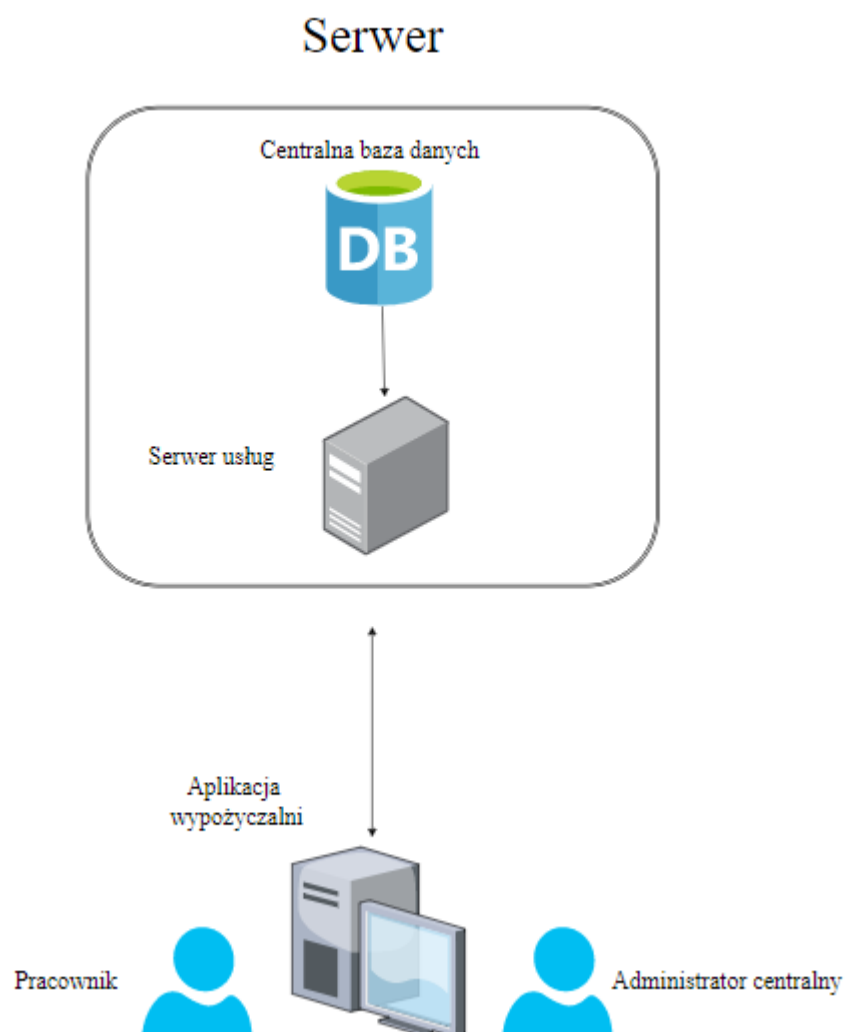 Serwer
Centralna baza danych
DB
Serwer usług
Aplikacja
wypożyczalni
Pracownik
Administrator centralny